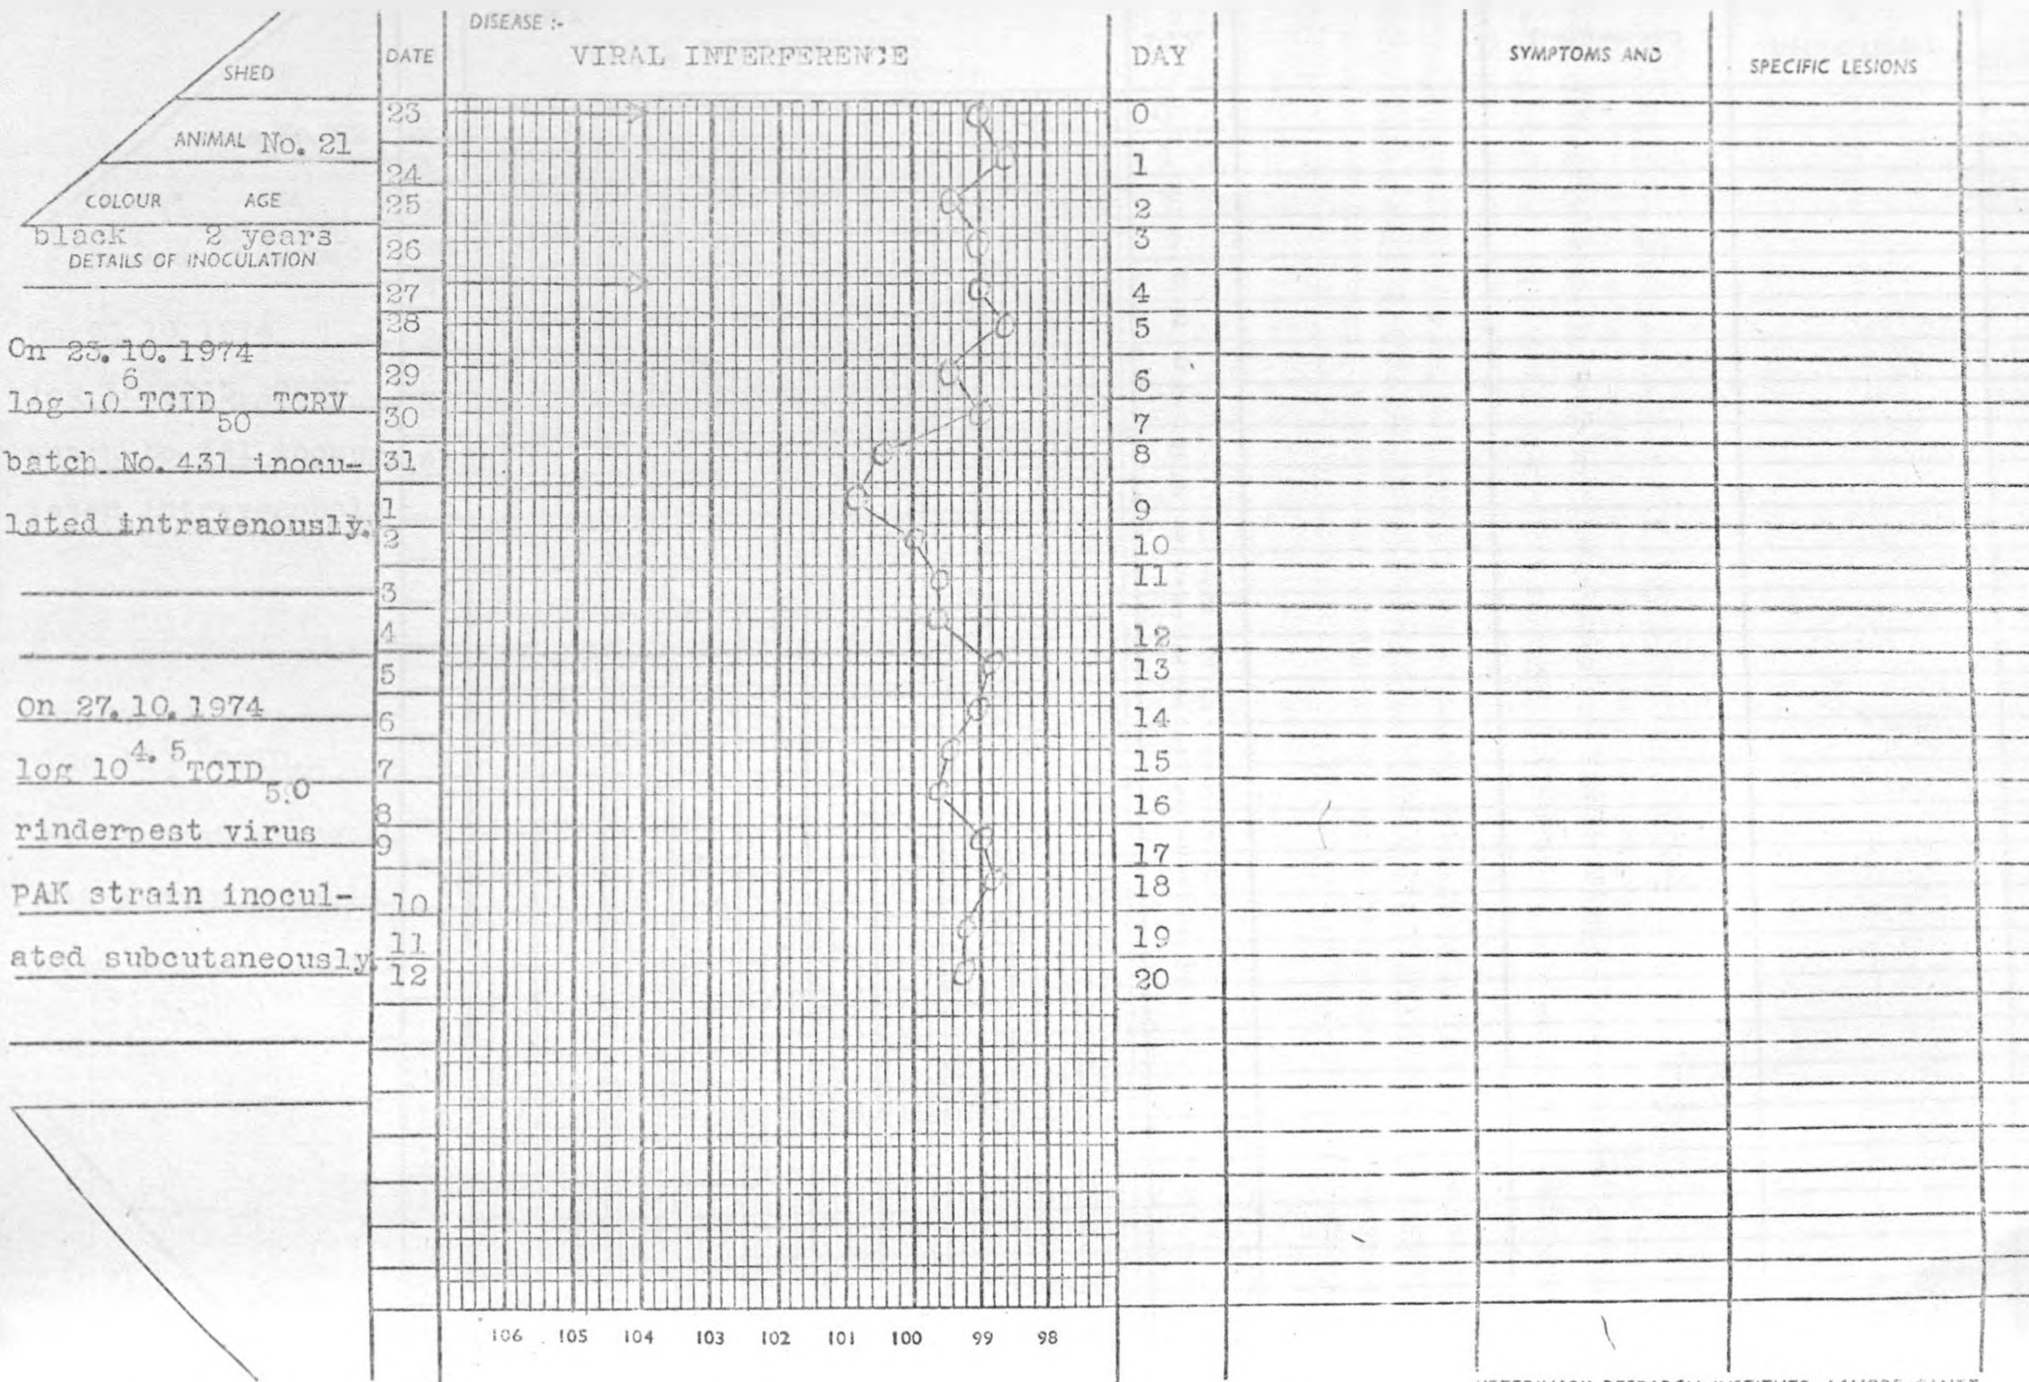 DISEASE :-
SHED
DATE
VIRAL INTERFERENCE
DAY
SYMPTOMS AND
SPECIFIC LESIONS
ANIMAL No. 21
COLOUR AGE
black 2 years
DETAILS OF INOCULATION
On 23.10.1974
log 10 6 TCID 50 TCRV
batch No. 431 inocu-
lated intravenously.
On 27.10.1974
log 10 4.5 TCID 50
rinderpest virus
PAK strain inocul-
ated subcutaneously.
23 0
24 1
25 2
26 3
27 4
28 5
29 6
30 7
31 8
1 9
2 10
3 11
4 12
5 13
6 14
7 15
8 16
9 17
10 18
11 19
12 20
106 105 104 103 102 101 100 99 98